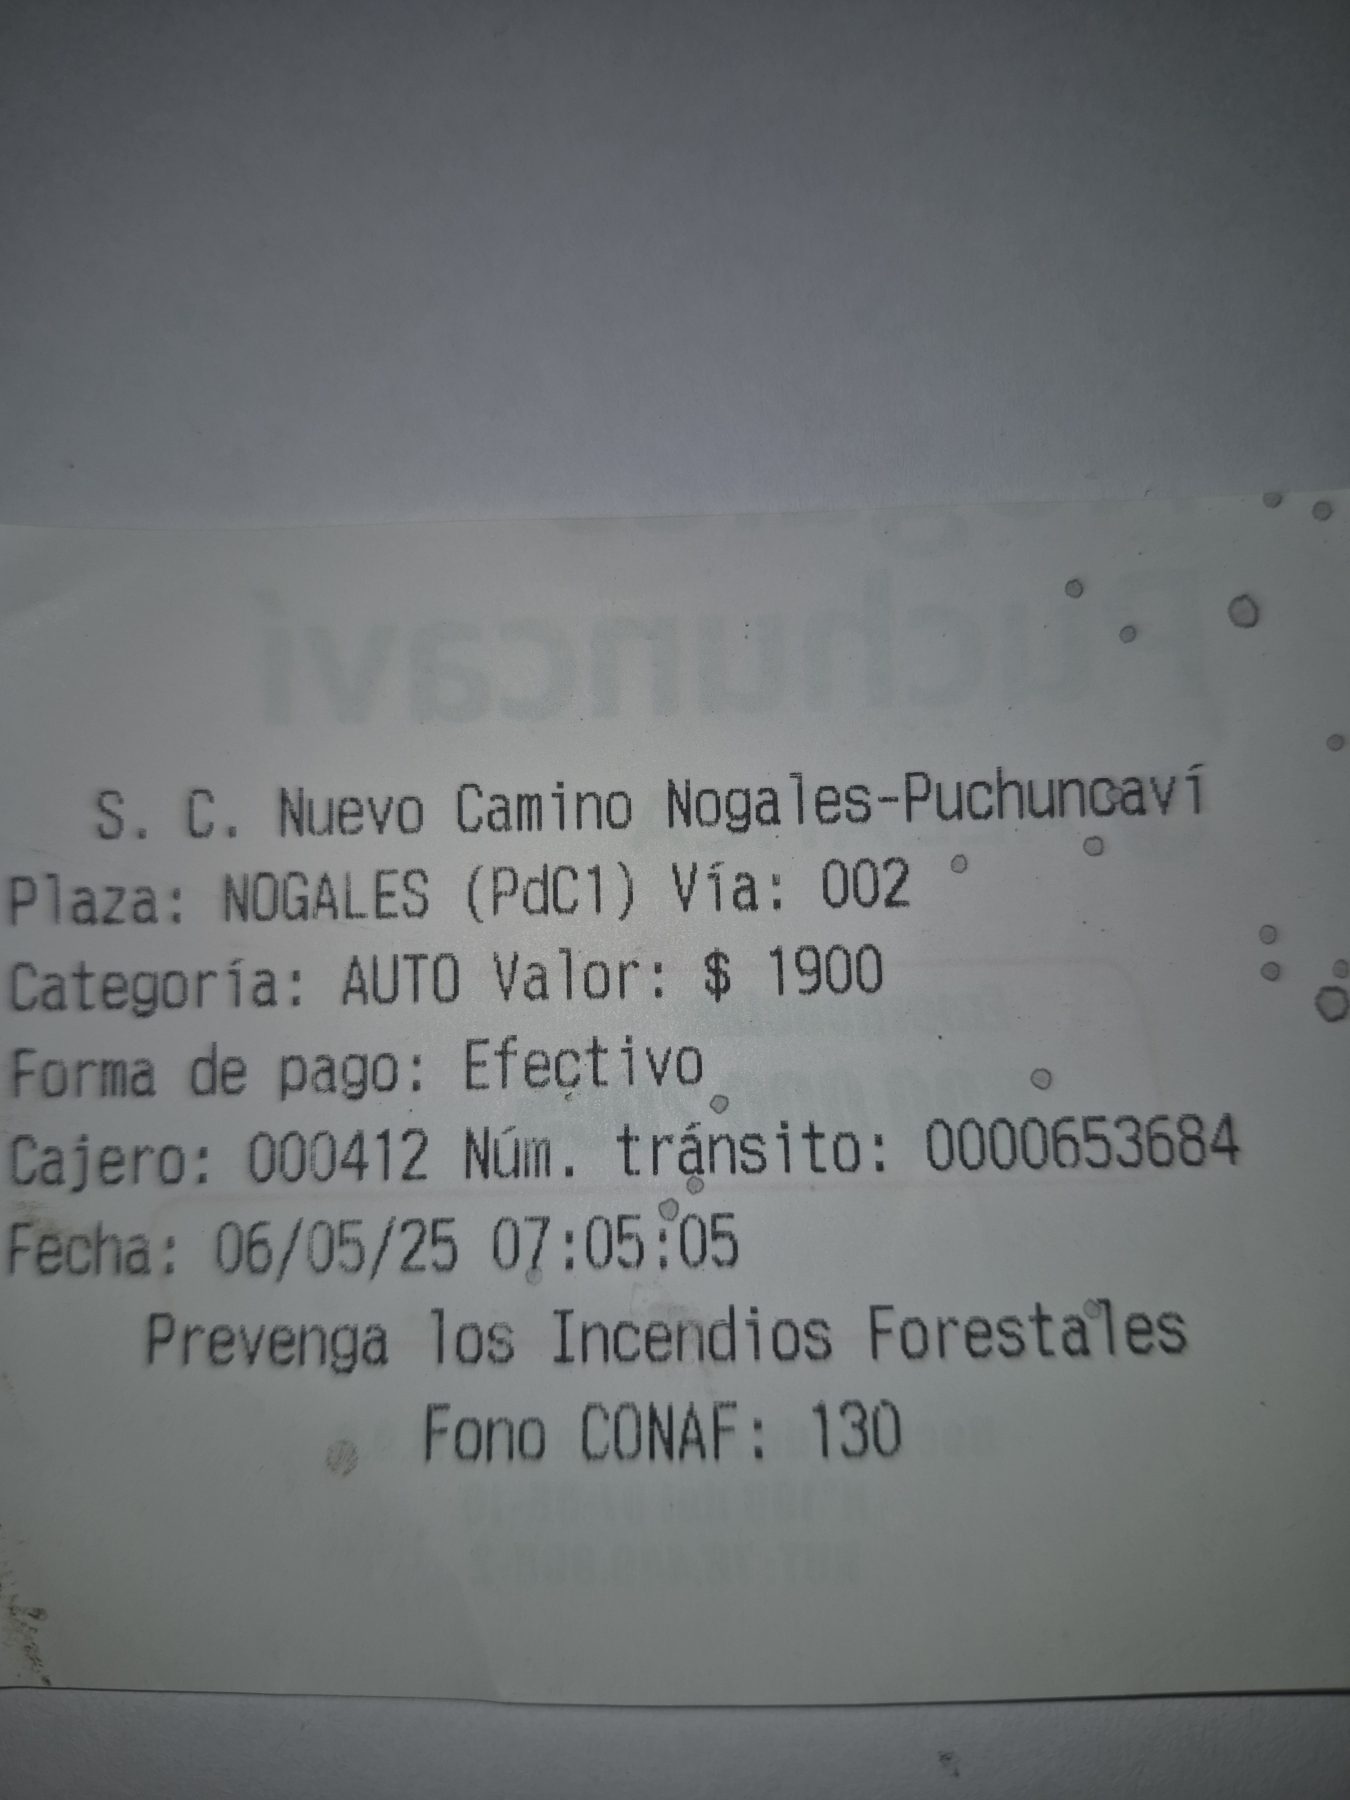 S. C. Nuevo Camino Nogales-Puchuncaví
Plaza: NOGALES (PdC1) Vía: 002
Categoría: AUTO Valor: $ 1900
Forma de pago: Efectivo
Cajero: 000412 Núm. tránsito: 0000653684
Fecha: 06/05/25 07:05:05
Prevenga los Incendios Forestales
Fono CONAF: 130